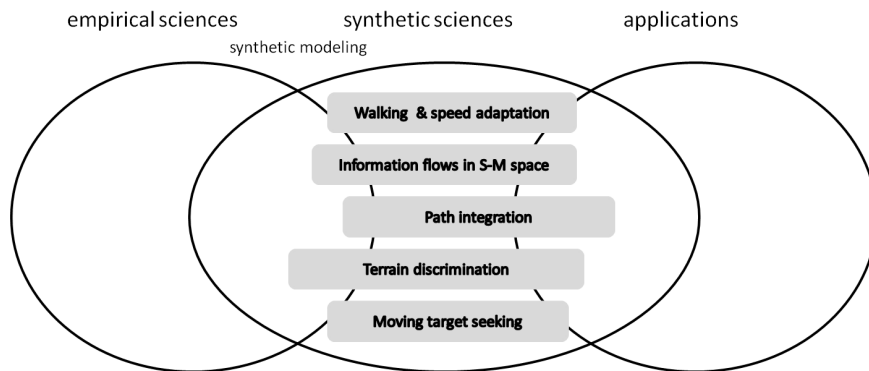 empirical sciences
synthetic sciences
applications
synthetic modeling
Walking & speed adaptation
Information flows in S-M space
Path integration
Terrain discrimination
Moving target seeking